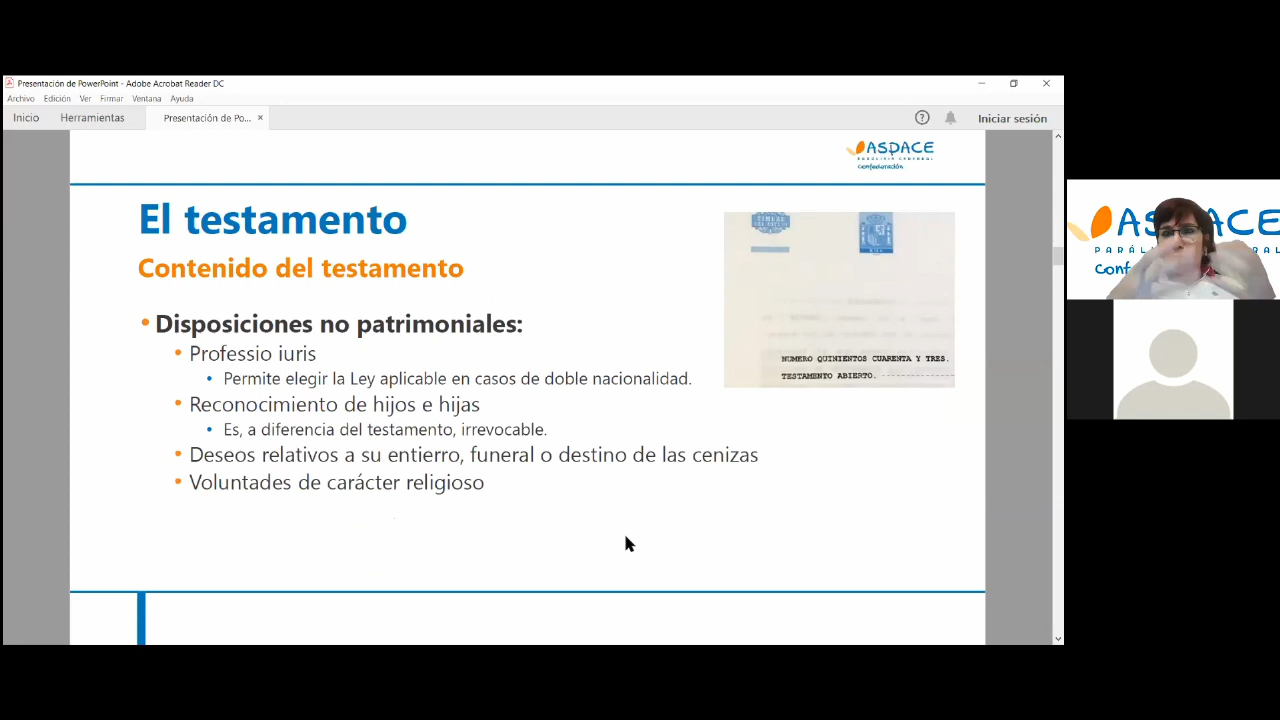 Presentación de PowerPoint - Adobe Acrobat Reader DC
Archivo Edición Ver Firmar Ventana Ayuda
Inicio Herramientas Presentación de Po... × Iniciar sesión
ASPACE
PARÁLISIS CEREBRAL
Confederación
El testamento
Contenido del testamento
• Disposiciones no patrimoniales:
• Professio iuris
• Permite elegir la Ley aplicable en casos de doble nacionalidad.
• Reconocimiento de hijos e hijas
• Es, a diferencia del testamento, irrevocable.
• Deseos relativos a su entierro, funeral o destino de las cenizas
• Voluntades de carácter religioso
NUMERO QUINIENTOS CUARENTA Y TRES.
TESTAMENTO ABIERTO. -----------
ASPACE